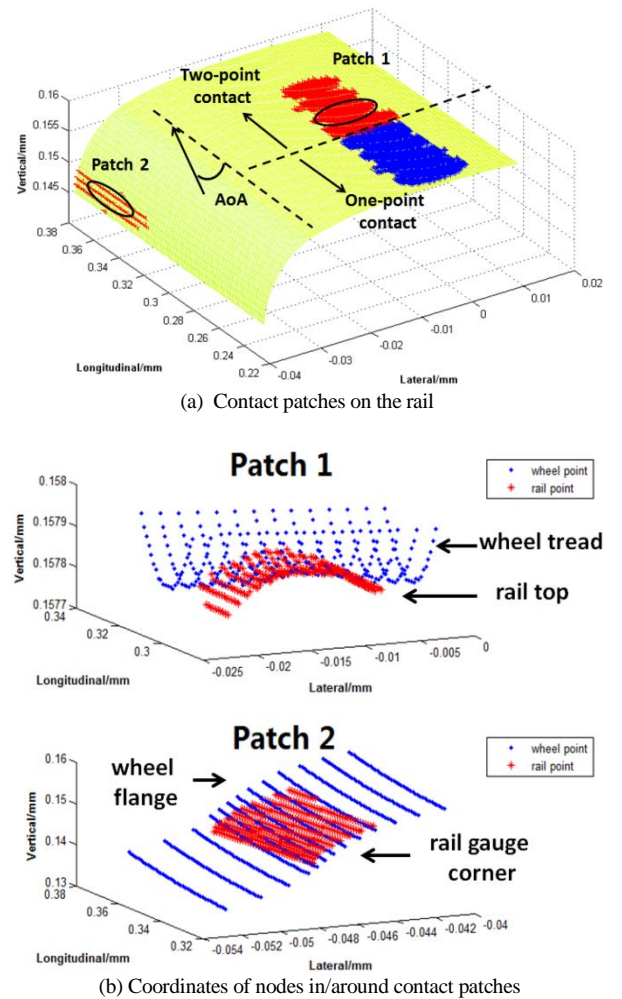 0.16
0.155
0.15
0.145
Vertical/mm
Two-point
contact
Patch 1
Patch 2
AoA
One-point
contact
0.38
0.36
0.34
0.32
0.3
0.28
0.26
0.24
0.22
Longitudinal/mm
-0.04
-0.03
-0.02
-0.01
0
0.01
0.02
Lateral/mm
(a) Contact patches on the rail
Patch 1
wheel point
rail point
0.158
0.1579
0.1578
0.1577
Vertical/mm
wheel tread
rail top
0.34
0.32
0.3
Longitudinal/mm
-0.025
-0.02
-0.015
-0.01
-0.005
0
Lateral/mm
Patch 2
wheel point
rail point
0.16
0.15
0.14
0.13
Vertical/mm
wheel
flange
rail gauge
corner
0.38
0.36
0.34
0.32
Longitudinal/mm
-0.054
-0.052
-0.05
-0.048
-0.046
-0.044
-0.042
-0.04
Lateral/mm
(b) Coordinates of nodes in/around contact patches